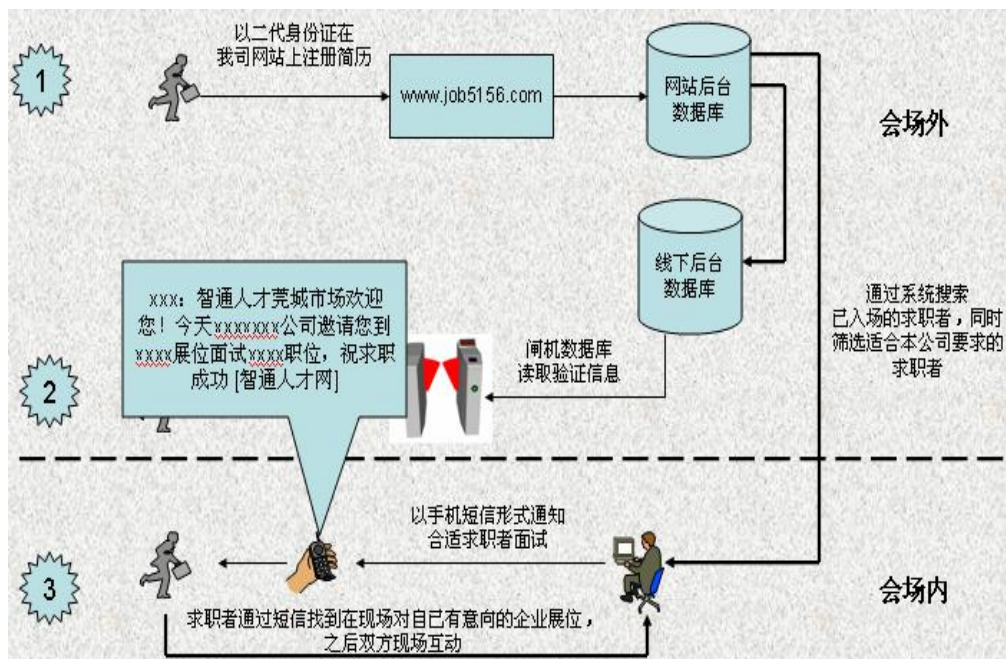 1
以二代身份证在
我司网站上注册简历
www.job5156.com
网站后台
数据库
会场外
线下后台
数据库
xxx：智通人才莞城市场欢迎
您！今天xxxxxxx公司邀请您到
xxxx展位面试xxxx职位，祝求职
成功 [智通人才网]
通过系统搜索
已入场的求职者，同时
筛选适合本公司要求的
求职者
闸机数据库
读取验证信息
2
以手机短信形式通知
合适求职者面试
3
会场内
求职者通过短信找到在现场对自已有意向的企业展位，
之后双方现场互动